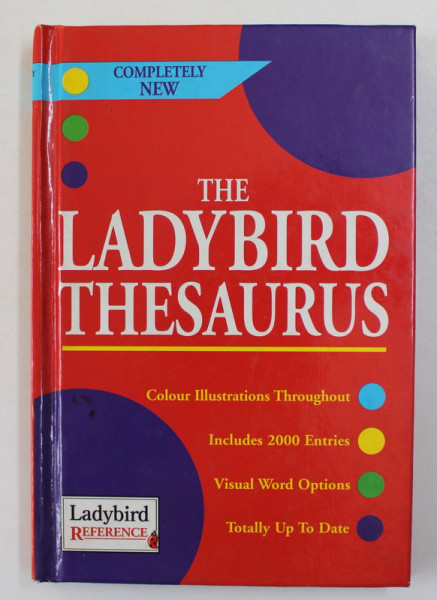 COMPLETELY
NEW
THE
LADYBIRD
THESAURUS
Colour Illustrations Throughout
Includes 2000 Entries
Visual Word Options
Totally Up To Date
Ladybird
REFERENCE